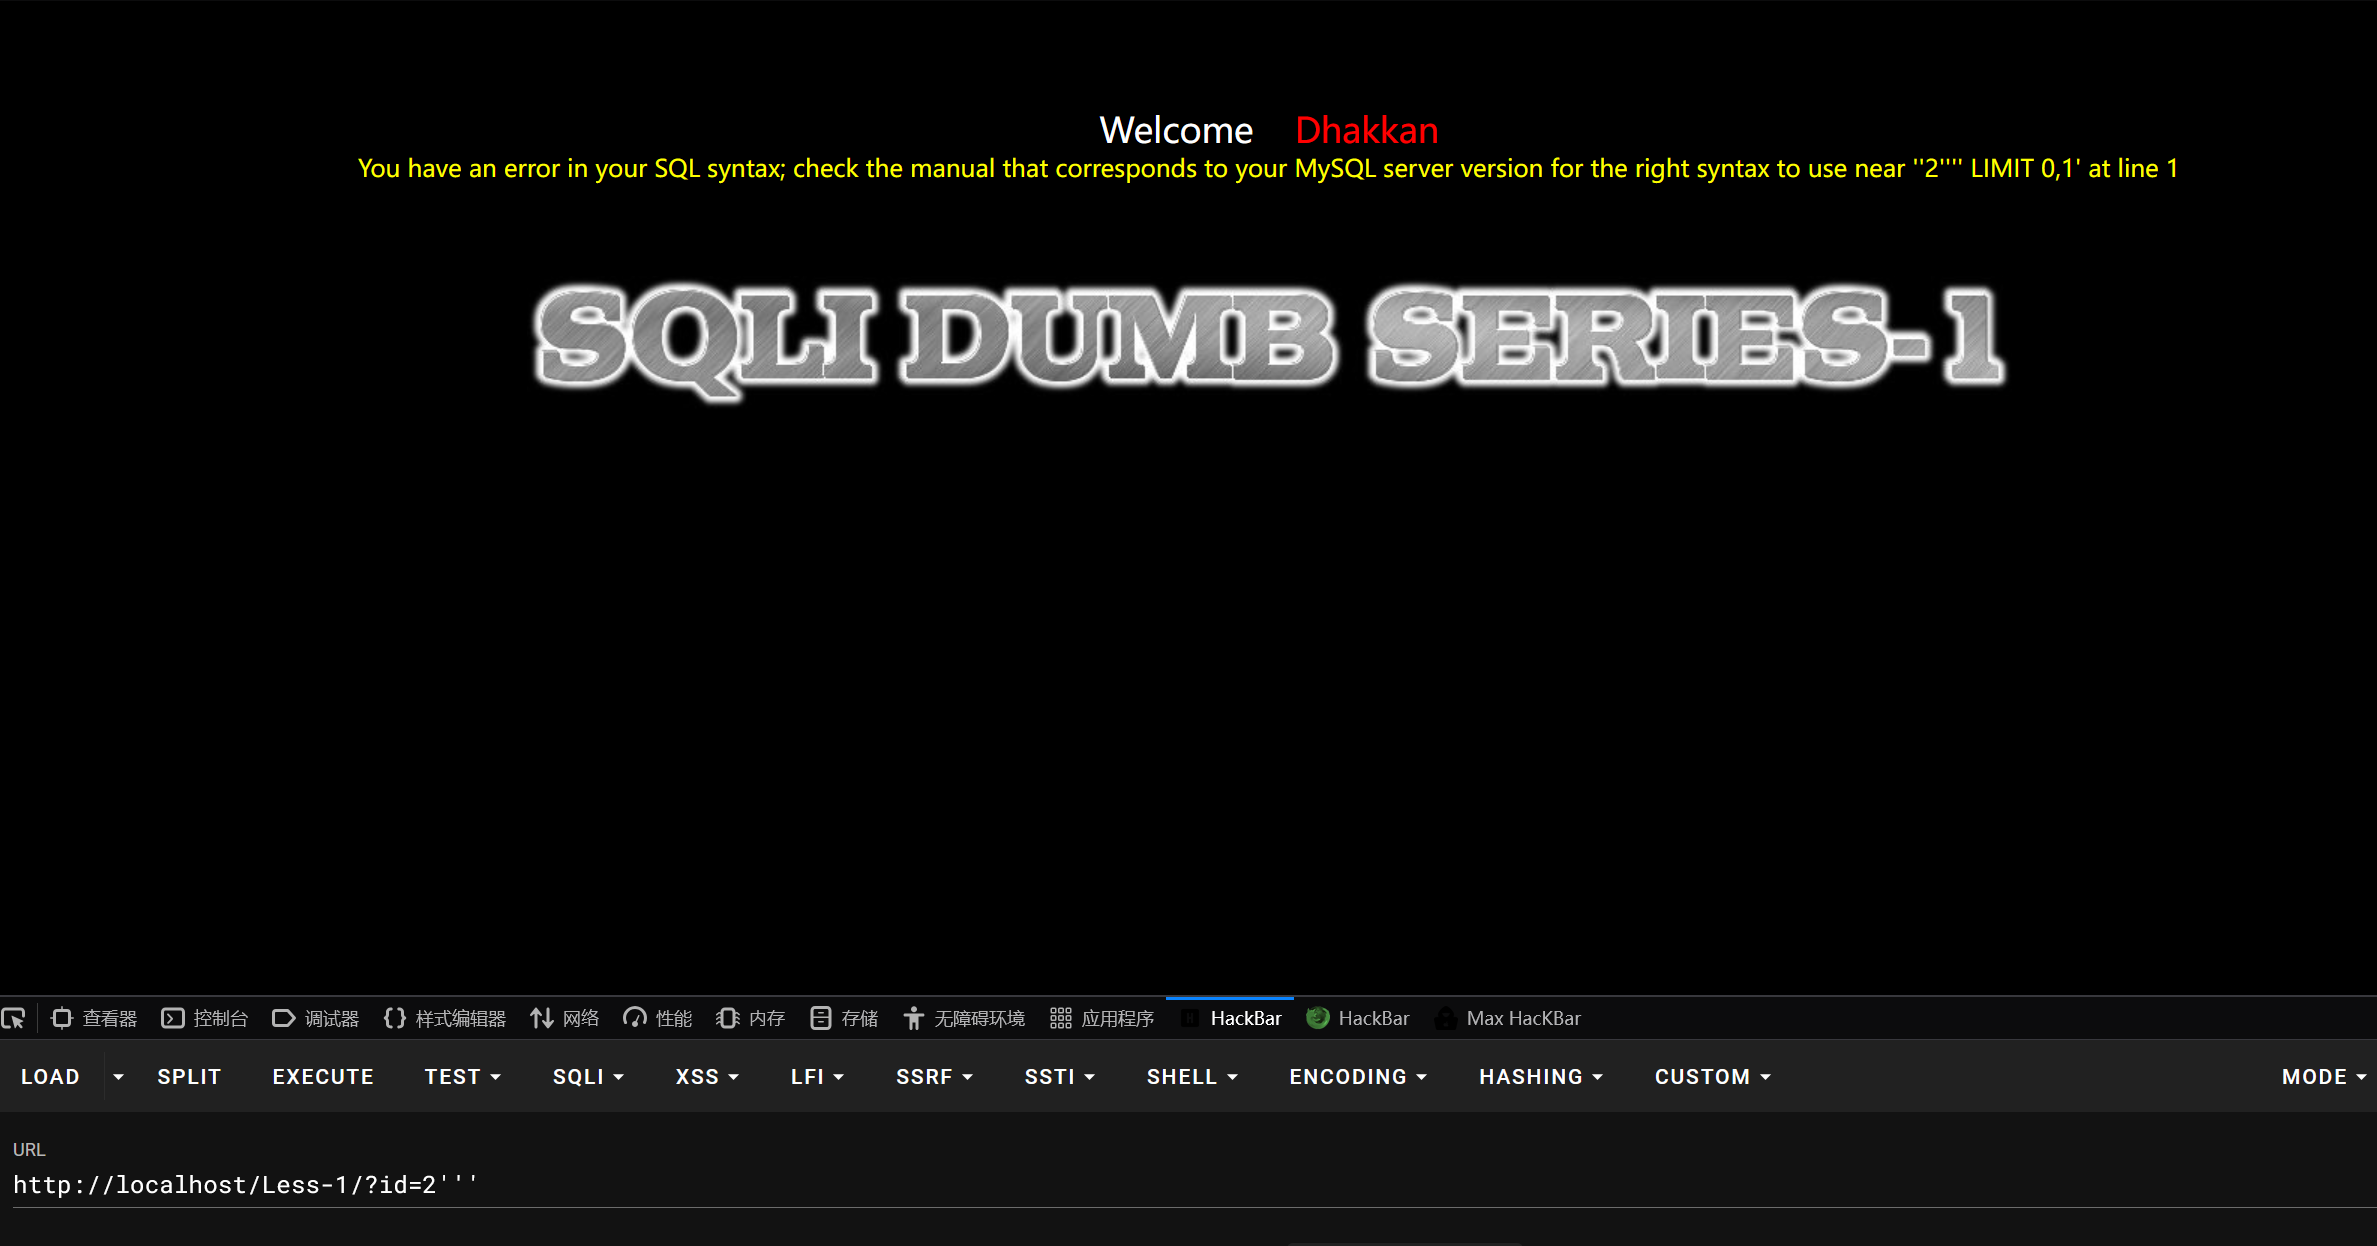 Welcome Dhakkan
You have an error in your SQL syntax; check the manual that corresponds to your MySQL server version for the right syntax to use near ''2'''' LIMIT 0,1' at line 1
SQLI DUMB SERIES-1
查看器 控制台 调试器 样式编辑器 网络 性能 内存 存储 无障碍环境 应用程序 HackBar HackBar Max HacKBar
LOAD SPLIT EXECUTE TEST SQLI XSS LFI SSRF SSTI SHELL ENCODING HASHING CUSTOM MODE
URL
http://localhost/Less-1/?id=2'''